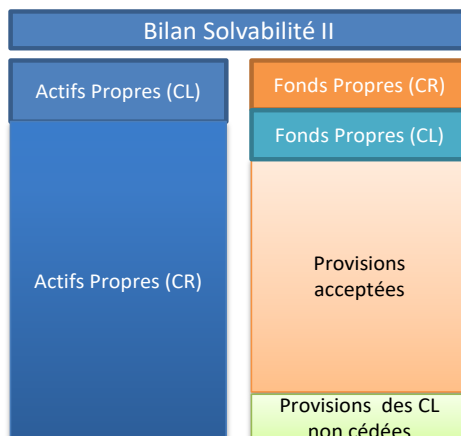 Bilan Solvabilité II
Actifs Propres (CL)
Actifs Propres (CR)
Fonds Propres (CR)
Fonds Propres (CL)
Provisions
acceptées
Provisions des CL
non cédées